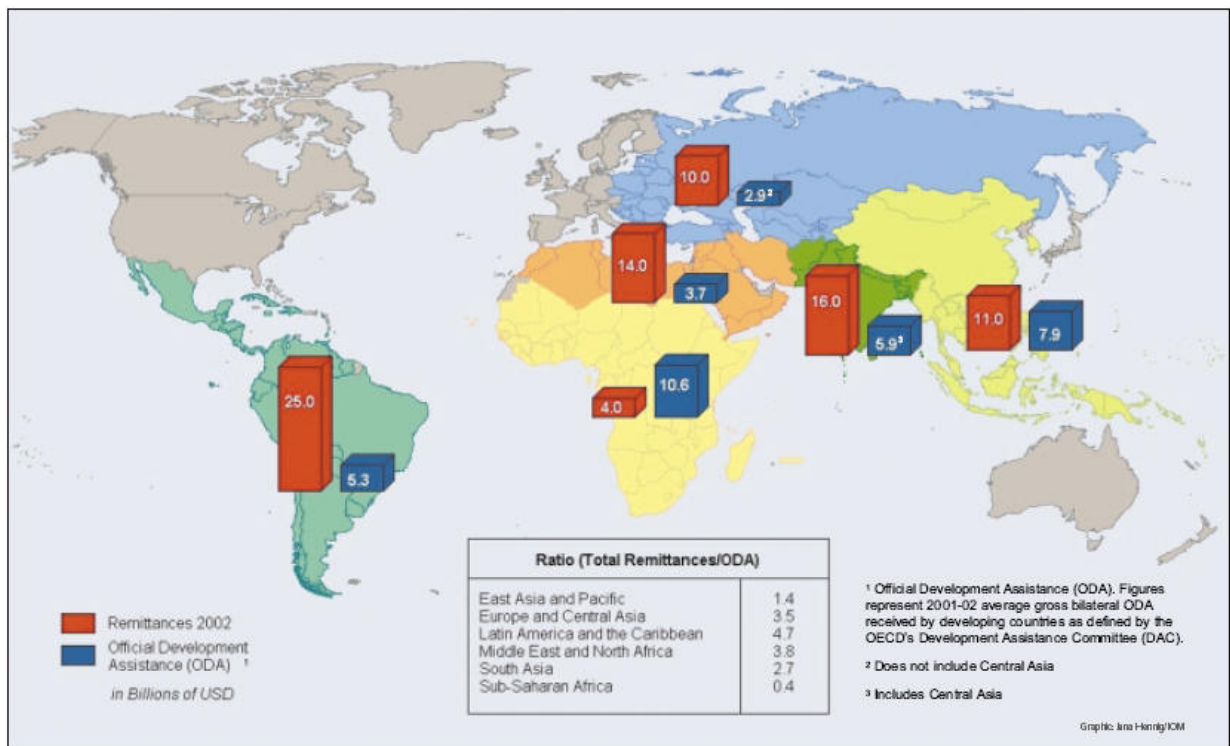 10.0
2.9²
14.0
3.7
16.0
5.9³
11.0
7.9
4.0
10.6
25.0
5.3
Remittances 2002
Official Development
Assistance (ODA) ¹
in Billions of USD
Ratio (Total Remittances/ODA)
East Asia and Pacific 1.4
Europe and Central Asia 3.5
Latin America and the Caribbean 4.7
Middle East and North Africa 3.8
South Asia 2.7
Sub-Saharan Africa 0.4
¹ Official Development Assistance (ODA). Figures
represent 2001-02 average gross bilateral ODA
received by developing countries as defined by the
OECD's Development Assistance Committee (DAC).
² Does not include Central Asia
³ Includes Central Asia
Graphic: Jana Hennig/IOM